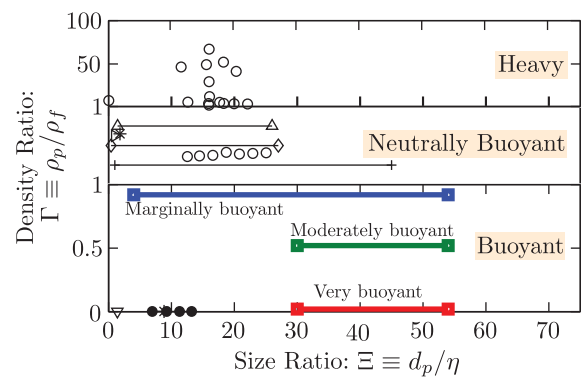 100
50
1
Heavy
Neutrally Buoyant
1
Marginally buoyant
Moderately buoyant
0.5
Buoyant
Very buoyant
0
0 10 20 30 40 50 60 70
Density Ratio:
Γ ≡ ρp/ρf
Size Ratio: Ξ ≡ dp/η